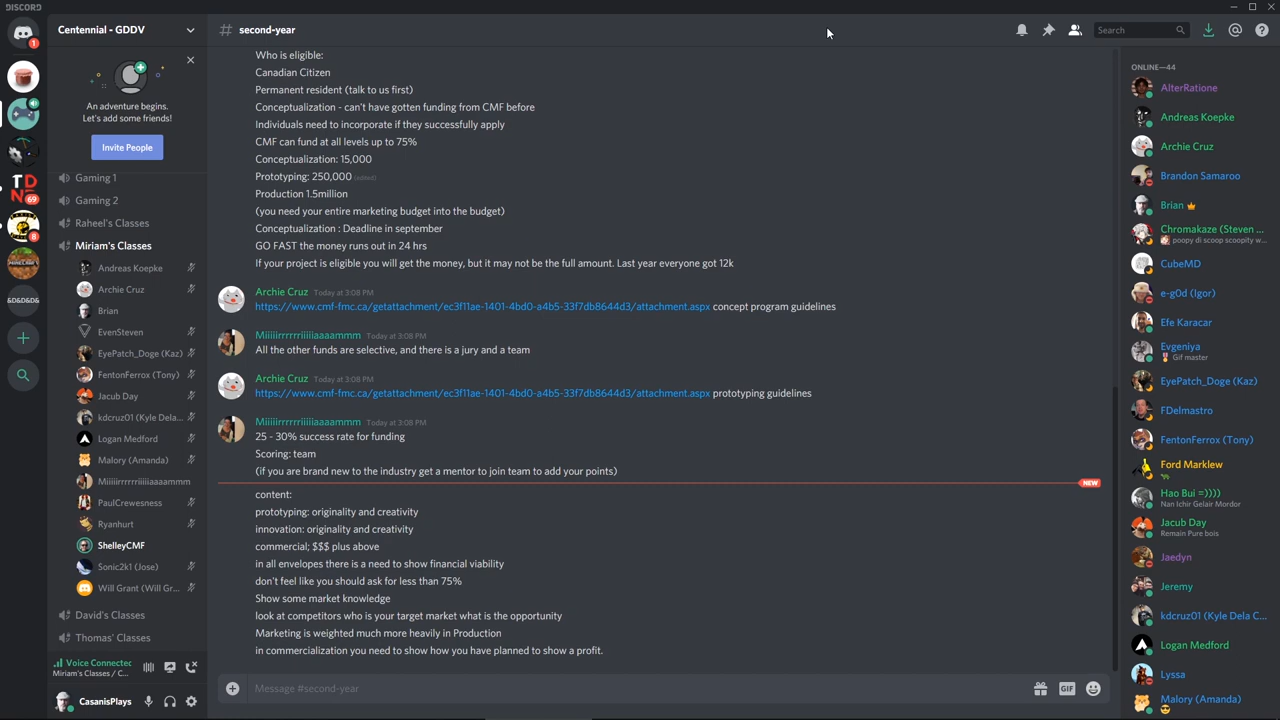 DISCORD
1
69
8
&D&D&D&
Centennial - GDDV
An adventure begins.
Let's add some friends!
Invite People
Gaming 1
Gaming 2
Raheel's Classes
Miriam's Classes
Andreas Koepke
Archie Cruz
Brian
EvenSteven
EyePatch_Doge (Kaz)
FentonFerrox (Tony)
Jacub Day
kdcruz01 (Kyle Dela...
Logan Medford
Malory (Amanda)
Miiiiirrrrrriiiiiaaaammm
PaulCrewesness
Ryanhurt
ShelleyCMF
Sonic2k1 (Jose)
Will Grant (Will Gr...
David's Classes
Thomas' Classes
Voice Connected
Miriam's Classes / C...
CasanisPlays
# second-year
Search
Who is eligible:
Canadian Citizen
Permanent resident (talk to us first)
Conceptualization - can't have gotten funding from CMF before
Individuals need to incorporate if they successfully apply
CMF can fund at all levels up to 75%
Conceptualization: 15,000
Prototyping: 250,000 (edited)
Production 1.5million
(you need your entire marketing budget into the budget)
Conceptualization : Deadline in september
GO FAST the money runs out in 24 hrs
If your project is eligible you will get the money, but it may not be the full amount. Last year everyone got 12k
Archie Cruz Today at 3:08 PM
https://www.cmf-fmc.ca/getattachment/ec3f11ae-1401-4bd0-a4b5-33f7db8644d3/attachment.aspx concept program guidelines
Miiiiirrrrrriiiiiaaaammm Today at 3:08 PM
All the other funds are selective, and there is a jury and a team
Archie Cruz Today at 3:08 PM
https://www.cmf-fmc.ca/getattachment/ec3f11ae-1401-4bd0-a4b5-33f7db8644d3/attachment.aspx prototyping guidelines
Miiiiirrrrrriiiiiaaaammm Today at 3:08 PM
25 - 30% success rate for funding
Scoring: team
(if you are brand new to the industry get a mentor to join team to add your points)
NEW
content:
prototyping: originality and creativity
innovation: originality and creativity
commercial; $$$ plus above
in all envelopes there is a need to show financial viability
don't feel like you should ask for less than 75%
Show some market knowledge
look at competitors who is your target market what is the opportunity
Marketing is weighted much more heavily in Production
in commercialization you need to show how you have planned to show a profit.
Message #second-year
GIF
ONLINE—44
AlterRatione
Andreas Koepke
Archie Cruz
Brandon Samaroo
Brian
Chromakaze (Steven ...
poopy di scoop scoopity w...
CubeMD
e-g0d (Igor)
Efe Karacar
Evgeniya
Gif master
EyePatch_Doge (Kaz)
FDelmastro
FentonFerrox (Tony)
Ford Marklew
Hao Bui =))))
Nan Ichir Gelair Mordor
Jacub Day
Remain Pure bois
Jaedyn
Jeremy
kdcruz01 (Kyle Dela C...
Logan Medford
Lyssa
Malory (Amanda)